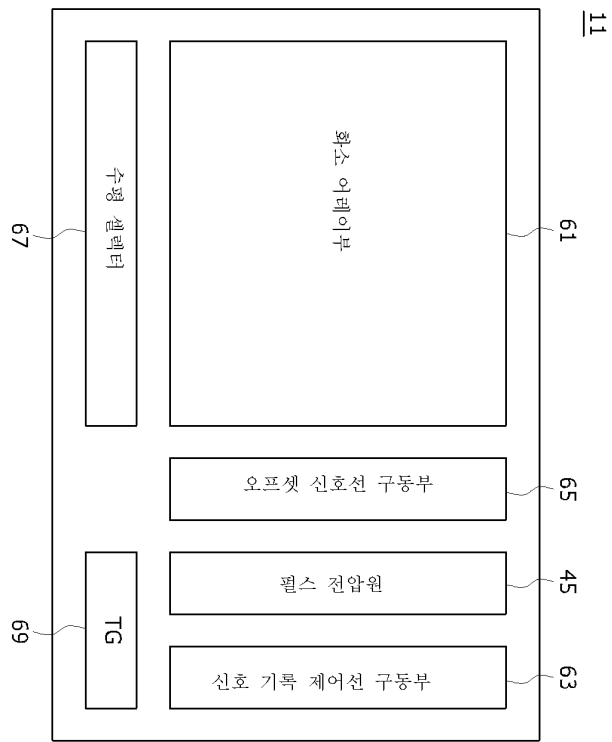 11
화소 어레이부
61
수평 셀렉터
67
오프셋 신호선 구동부
65
펄스 전압원
45
TG
69
신호 기록 제어선 구동부
63